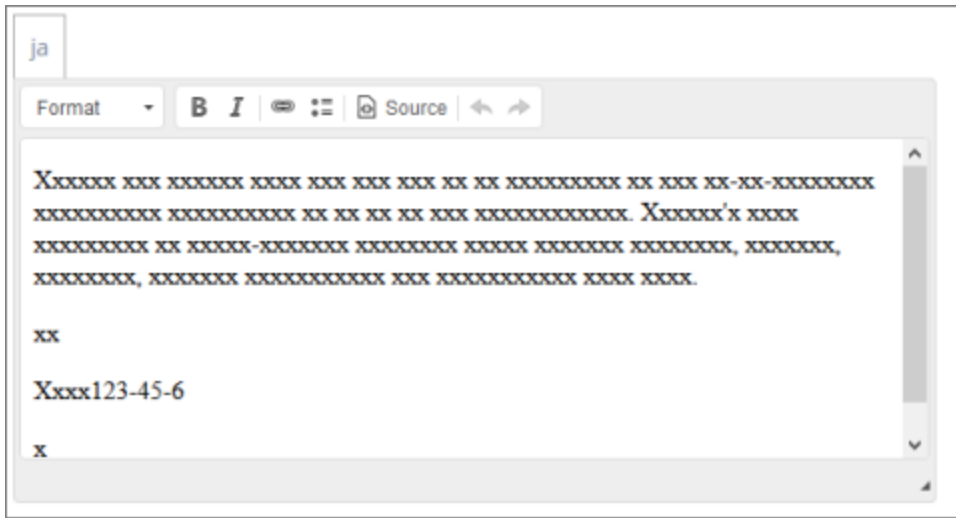 ja
Format B I Source
Xxxxxx xxx xxxxxx xxxx xxx xxx xxx xx xx xxxxxxxxx xx xxx xx-xx-xxxxxxxx
xxxxxxxxxx xxxxxxxxxx xx xx xx xx xxx xxxxxxxxxxxx. Xxxxxx'x xxxx
xxxxxxxxx xx xxxxx-xxxxxxx xxxxxxxx xxxxx xxxxxxx xxxxxxxx, xxxxxxx,
xxxxxxxx, xxxxxxx xxxxxxxxxxx xxx xxxxxxxxxxx xxxx xxxx.
xx
Xxxx123-45-6
x